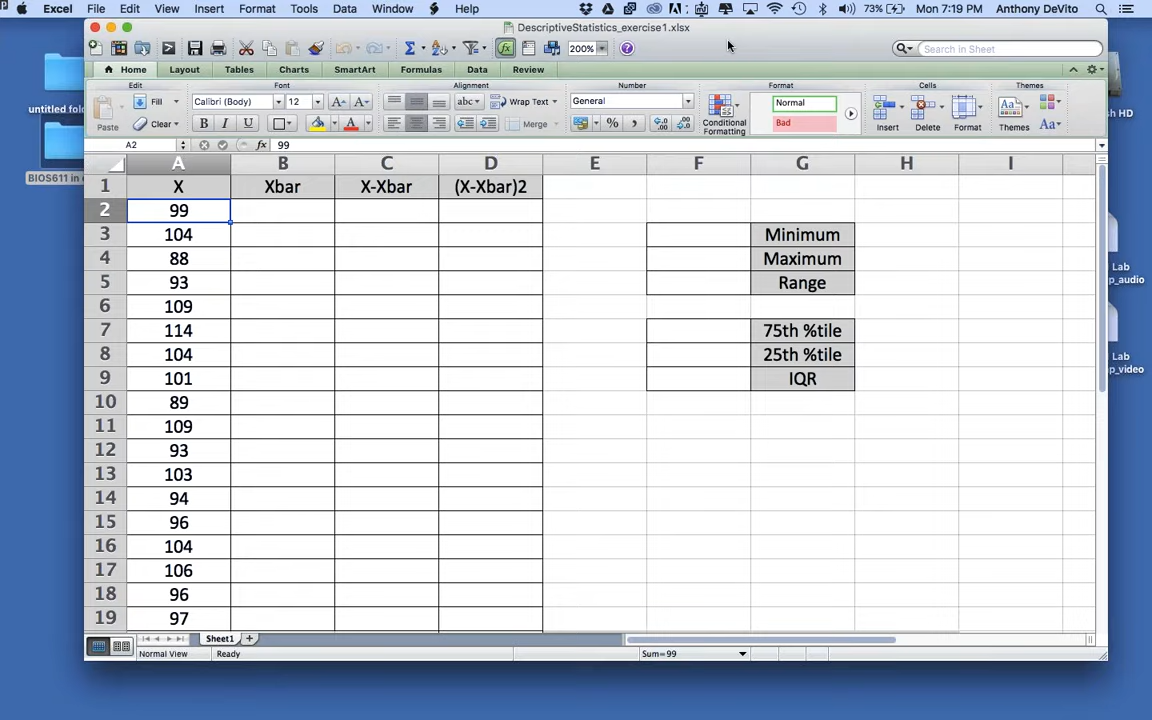 Excel File Edit View Insert Format Tools Data Window Help 73% Mon 7:19 PM Anthony DeVito
DescriptiveStatistics_exercise1.xlsx
200% Search in Sheet
Home Layout Tables Charts SmartArt Formulas Data Review
Edit Font Alignment Number Format Cells Themes
Paste Fill Clear Calibri (Body) 12 abc Wrap Text Merge General Conditional Formatting Normal Bad Insert Delete Format Themes Aa
A2 fx 99
A B C D E F G H I
1 X Xbar X-Xbar (X-Xbar)2
2 99
3 104 Minimum
4 88 Maximum
5 93 Range
6 109
7 114 75th %tile
8 104 25th %tile
9 101 IQR
10 89
11 109
12 93
13 103
14 94
15 96
16 104
17 106
18 96
19 97
Sheet1
Normal View Ready Sum=99
untitled fol
BIOS611 in
sh HD
Lab
p_audio
Lab
p_video